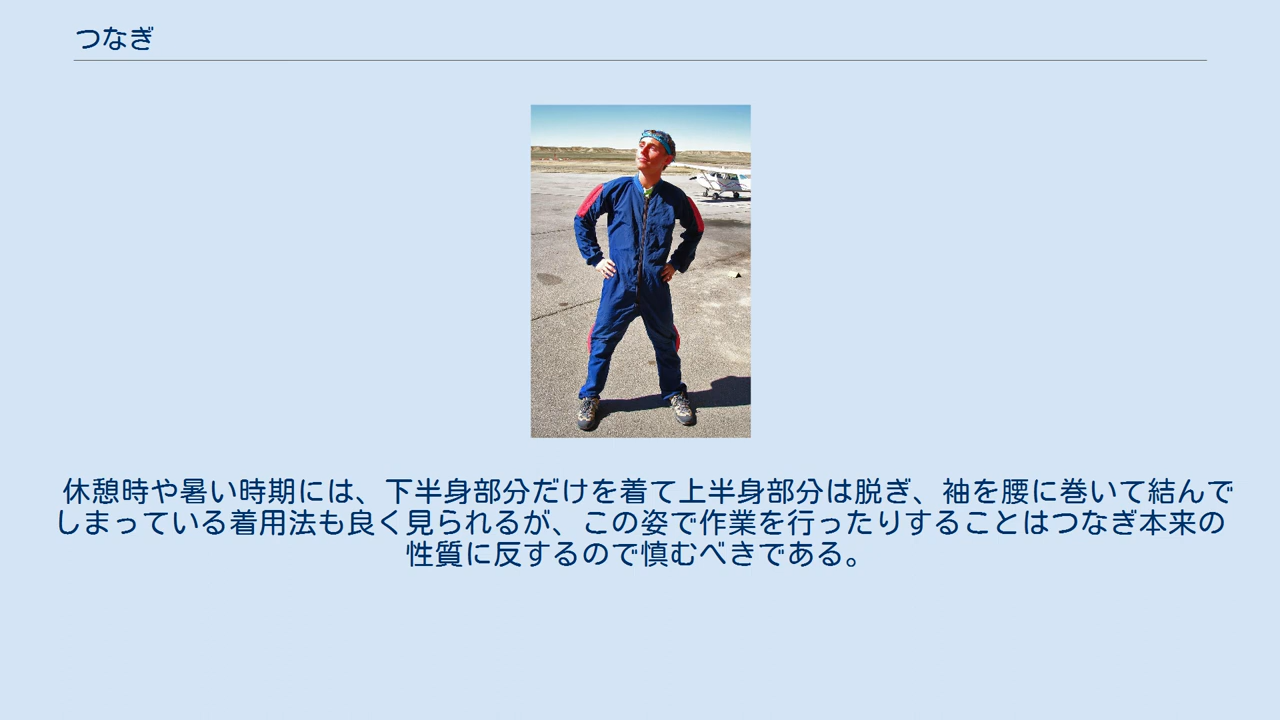 つなぎ
休憩時や暑い時期には、下半身部分だけを着て上半身部分は脱ぎ、袖を腰に巻いて結んで
しまっている着用法も良く見られるが、この姿で作業を行ったりすることはつなぎ本来の
性質に反するので慎むべきである。